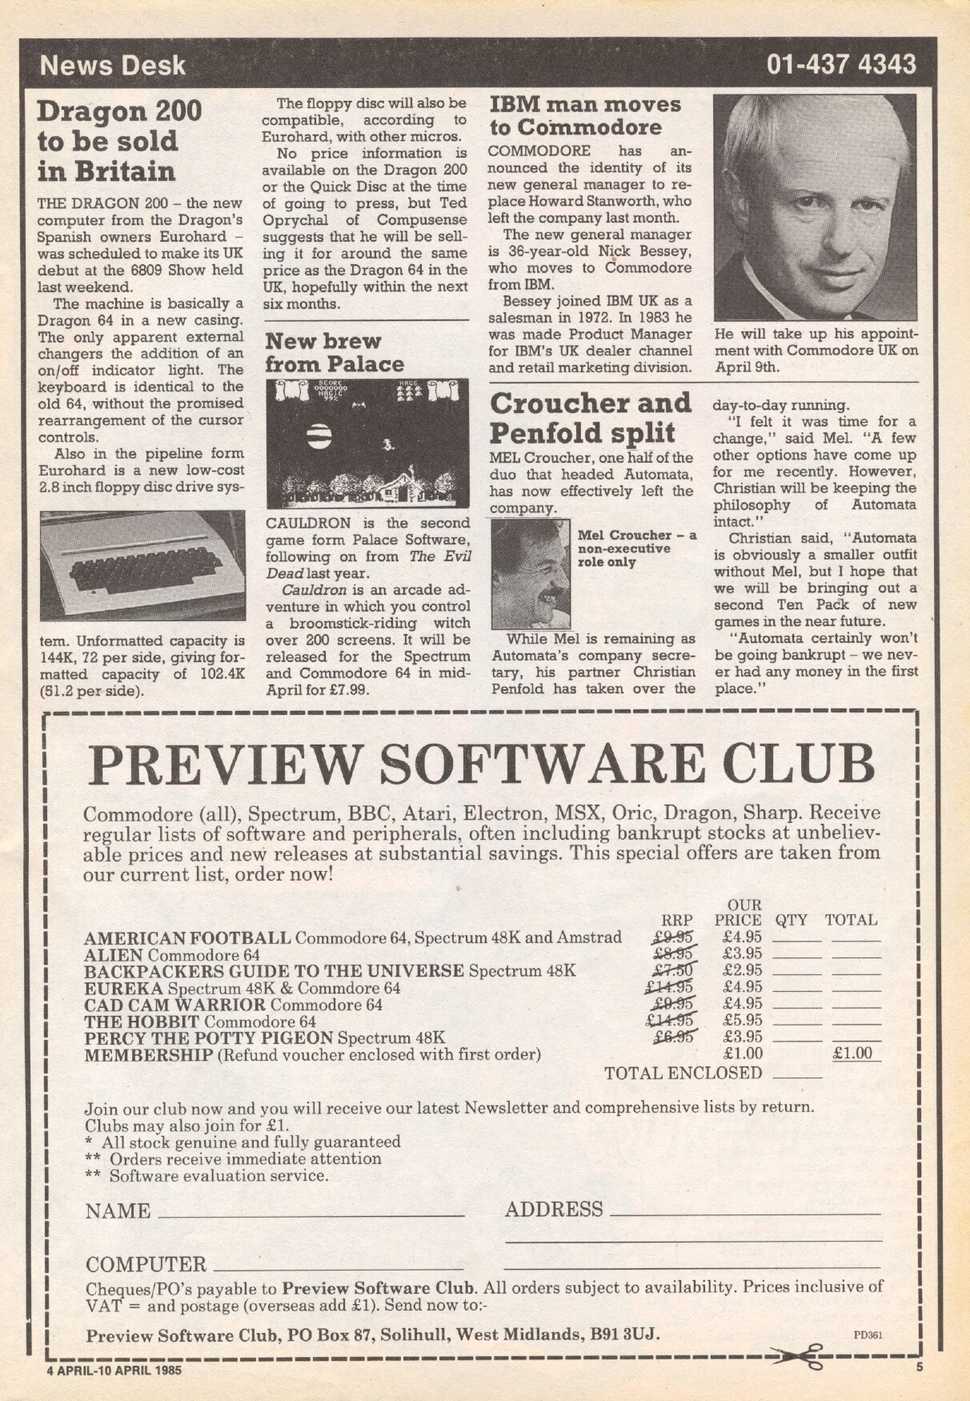 News Desk
01-437 4343
Dragon 200
to be sold
in Britain
THE DRAGON 200 – the new
computer from the Dragon's
Spanish owners Eurohard –
was scheduled to make its UK
debut at the 6809 Show held
last weekend.
The machine is basically a
Dragon 64 in a new casing.
The only apparent external
changers the addition of an
on/off indicator light. The
keyboard is identical to the
old 64, without the promised
rearrangement of the cursor
controls.
Also in the pipeline form
Eurohard is a new low-cost
2.8 inch floppy disc drive sys-
tem. Unformatted capacity is
144K, 72 per side, giving for-
matted capacity of 102.4K
(51.2 per side).
The floppy disc will also be
compatible, according to
Eurohard, with other micros.
No price information is
available on the Dragon 200
or the Quick Disc at the time
of going to press, but Ted
Oprychal of Compusense
suggests that he will be sell-
ing it for around the same
price as the Dragon 64 in the
UK, hopefully within the next
six months.
New brew
from Palace
SCORE
0000000
MAGIC
99%
HAGS
CAULDRON is the second
game form Palace Software,
following on from The Evil
Dead last year.
Cauldron is an arcade ad-
venture in which you control
a broomstick-riding witch
over 200 screens. It will be
released for the Spectrum
and Commodore 64 in mid-
April for £7.99.
IBM man moves
to Commodore
COMMODORE has an-
nounced the identity of its
new general manager to re-
place Howard Stanworth, who
left the company last month.
The new general manager
is 36-year-old Nick Bessey,
who moves to Commodore
from IBM.
Bessey joined IBM UK as a
salesman in 1972. In 1983 he
was made Product Manager
for IBM's UK dealer channel
and retail marketing division.
He will take up his appoint-
ment with Commodore UK on
April 9th.
Croucher and
Penfold split
MEL Croucher, one half of the
duo that headed Automata,
has now effectively left the
company.
Mel Croucher – a
non-executive
role only
While Mel is remaining as
Automata's company secre-
tary, his partner Christian
Penfold has taken over the
day-to-day running.
"I felt it was time for a
change," said Mel. "A few
other options have come up
for me recently. However,
Christian will be keeping the
philosophy of Automata
intact."
Christian said, "Automata
is obviously a smaller outfit
without Mel, but I hope that
we will be bringing out a
second Ten Pack of new
games in the near future.
"Automata certainly won't
be going bankrupt – we nev-
er had any money in the first
place."
PREVIEW SOFTWARE CLUB
Commodore (all), Spectrum, BBC, Atari, Electron, MSX, Oric, Dragon, Sharp. Receive
regular lists of software and peripherals, often including bankrupt stocks at unbeliev-
able prices and new releases at substantial savings. This special offers are taken from
our current list, order now!
OUR
RRP PRICE QTY TOTAL
AMERICAN FOOTBALL Commodore 64, Spectrum 48K and Amstrad £9.95 £4.95
ALIEN Commodore 64 £8.95 £3.95
BACKPACKERS GUIDE TO THE UNIVERSE Spectrum 48K £7.50 £2.95
EUREKA Spectrum 48K & Commdore 64 £14.95 £4.95
CAD CAM WARRIOR Commodore 64 £9.95 £4.95
THE HOBBIT Commodore 64 £14.95 £5.95
PERCY THE POTTY PIGEON Spectrum 48K £6.95 £3.95
MEMBERSHIP (Refund voucher enclosed with first order) £1.00 £1.00
TOTAL ENCLOSED
Join our club now and you will receive our latest Newsletter and comprehensive lists by return.
Clubs may also join for £1.
* All stock genuine and fully guaranteed
** Orders receive immediate attention
** Software evaluation service.
NAME ADDRESS
COMPUTER
Cheques/PO's payable to Preview Software Club. All orders subject to availability. Prices inclusive of
VAT = and postage (overseas add £1). Send now to:-
Preview Software Club, PO Box 87, Solihull, West Midlands, B91 3UJ.
PD361
4 APRIL-10 APRIL 1985
5